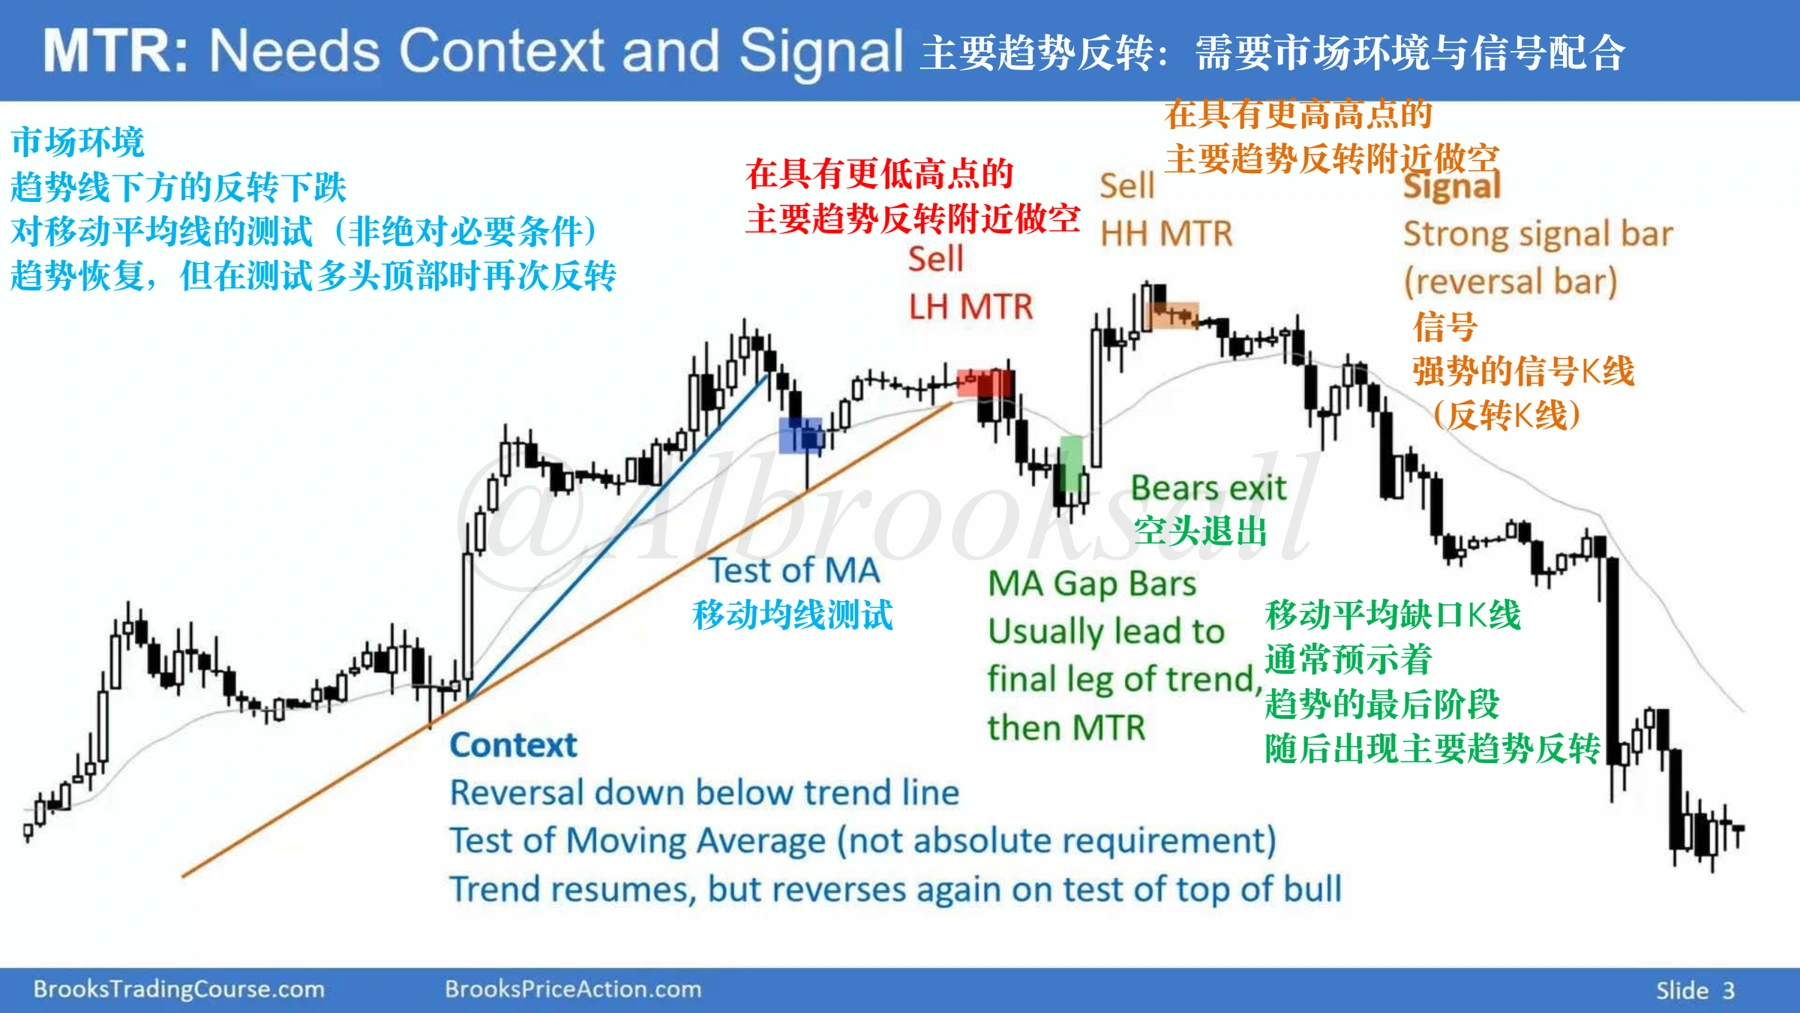 MTR: Needs Context and Signal 主要趋势反转：需要市场环境与信号配合
市场环境
趋势线下方的反转下跌
对移动平均线的测试（非绝对必要条件）
趋势恢复，但在测试多头顶部时再次反转
在具有更低高点的
主要趋势反转附近做空
Sell
LH MTR
在具有更高高点的
主要趋势反转附近做空
Sell
HH MTR
Signal
Strong signal bar
(reversal bar)
信号
强势的信号K线
（反转K线）
@Albrooksall
Bears exit
空头退出
Test of MA
移动均线测试
MA Gap Bars
Usually lead to
final leg of trend,
then MTR
移动平均缺口K线
通常预示着
趋势的最后阶段
随后出现主要趋势反转
Context
Reversal down below trend line
Test of Moving Average (not absolute requirement)
Trend resumes, but reverses again on test of top of bull
BrooksTradingCourse.com
BrooksPriceAction.com
Slide 3